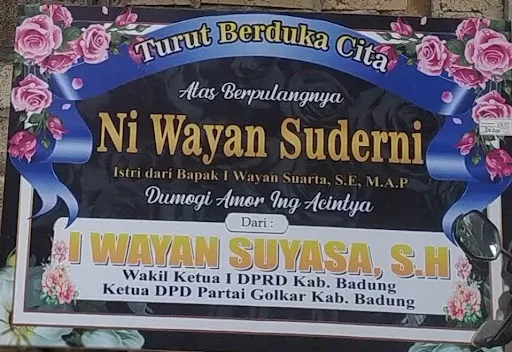 Turut Berduka Cita
Atas Berpulangnya
Ni Wayan Suderni
Istri dari Bapak I Wayan Suarta, S.E, M.A.P
Dumogi Amor Ing Acintya
Dari :
I WAYAN SUYASA, S.H
Wakil Ketua I DPRD Kab. Badung
Ketua DPD Partai Golkar Kab. Badung